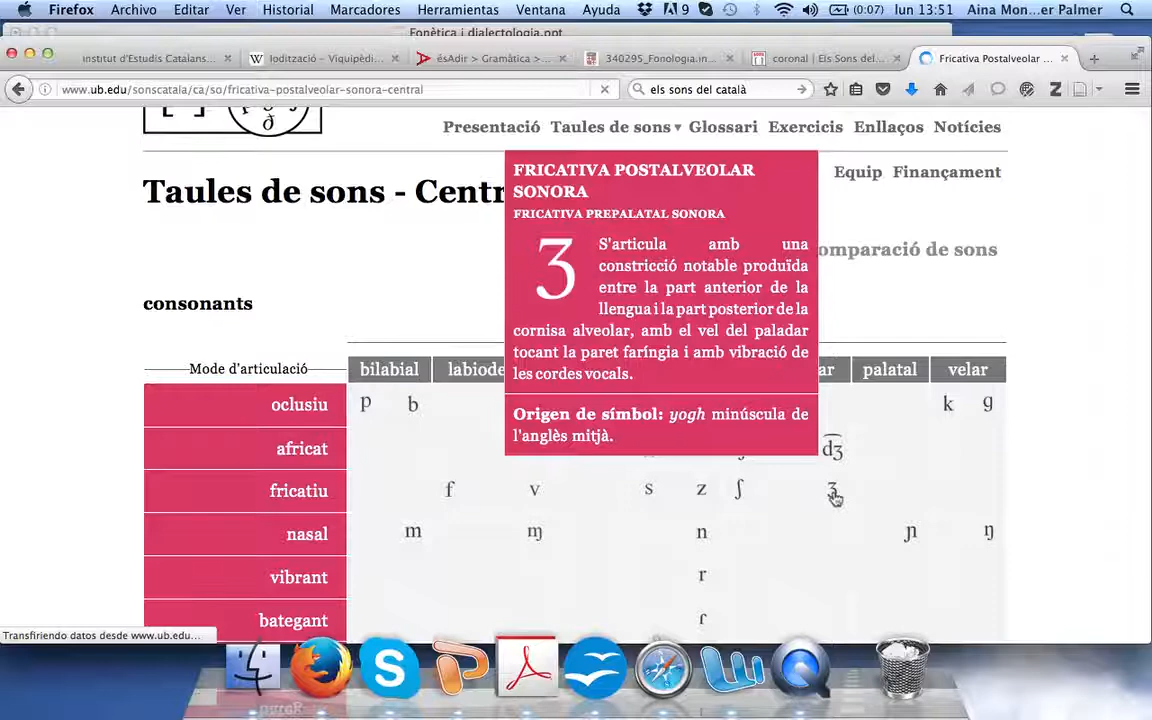 Firefox Archivo Editar Ver Historial Marcadores Herramientas Ventana Ayuda 9 (0:07) lun 13:51 Aina Mon...er Palmer
Fonètica i dialectologia.ppt
institut d'Estudis Catalans... Iodització – Viquipèdi... ésAdir > Gramàtica >... 340295_Fonologia.in... coronal | Els Sons del... Fricativa Postalveolar ...
www.ub.edu/sonscatala/ca/so/fricativa-postalveolar-sonora-central
els sons del català
Presentació Taules de sons Glossari Exercicis Enllaços Notícies
Equip Finançament
Taules de sons - Centr
omparació de sons
FRICATIVA POSTALVEOLAR
SONORA
FRICATIVA PREPALATAL SONORA
ʒ
S'articula amb una
constricció notable produïda
entre la part anterior de la
llengua i la part posterior de la
cornisa alveolar, amb el vel del paladar
tocant la paret faríngia i amb vibració de
les cordes vocals.
Origen de símbol: yogh minúscula de
l'anglès mitjà.
consonants
Mode d'articulació bilabial labiode ar palatal velar
oclusiu p b k g
africat d͡ʒ
fricatiu f v s z ʃ ʒ
nasal m ɱ n ɲ ŋ
vibrant r
bategant ɾ
Transfiriendo datos desde www.ub.edu...